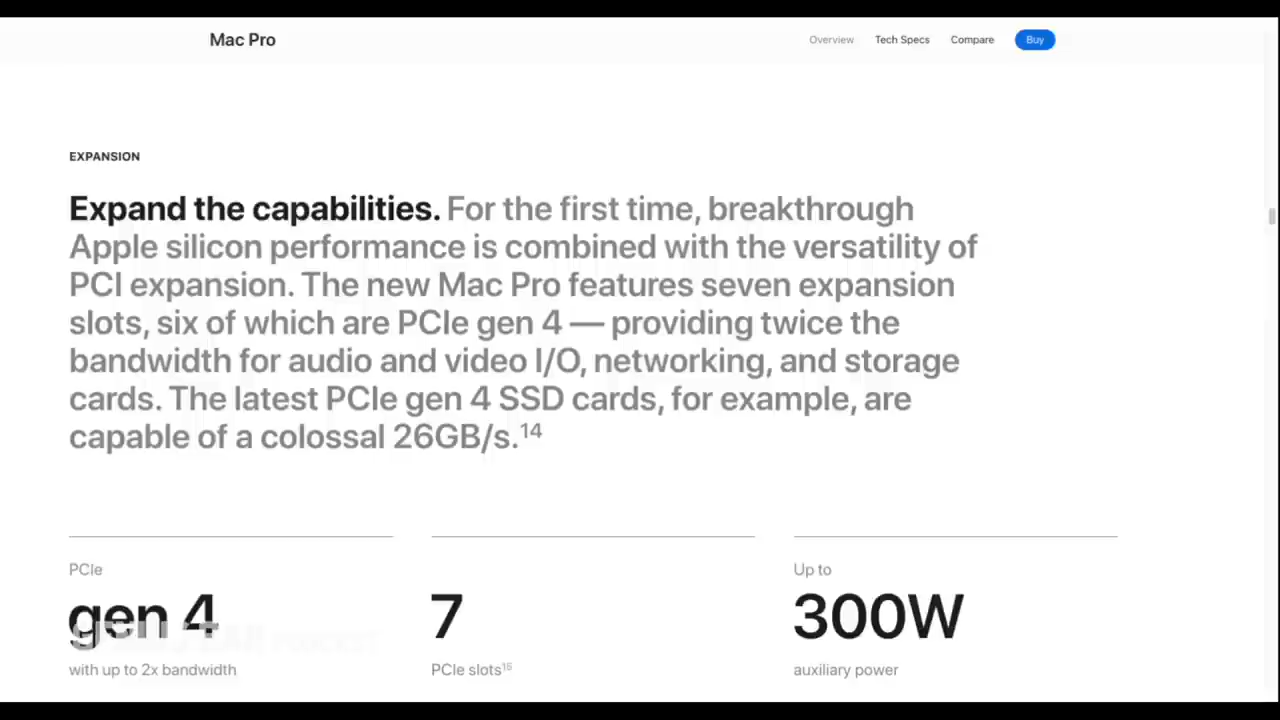 Mac Pro
Overview Tech Specs Compare Buy
EXPANSION
Expand the capabilities. For the first time, breakthrough
Apple silicon performance is combined with the versatility of
PCI expansion. The new Mac Pro features seven expansion
slots, six of which are PCIe gen 4 — providing twice the
bandwidth for audio and video I/O, networking, and storage
cards. The latest PCIe gen 4 SSD cards, for example, are
capable of a colossal 26GB/s.¹⁴
PCIe
gen 4
with up to 2x bandwidth
7
PCIe slots¹⁵
Up to
300W
auxiliary power